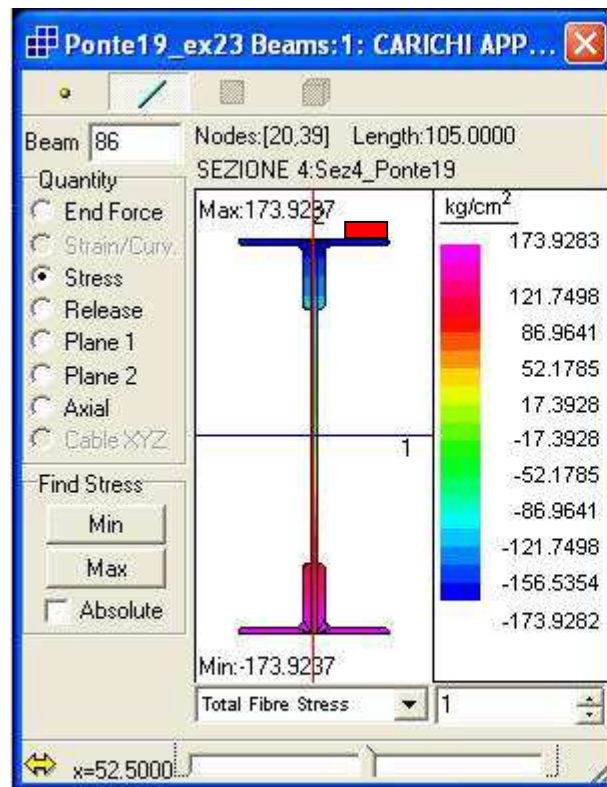 Ponte19_ex23 Beams:1: CARICHI APP...
Beam 86
Nodes:[20,39] Length:105.0000
SEZIONE 4:Sez4_Ponte19
Quantity
End Force
Strain/Curv.
Stress
Release
Plane 1
Plane 2
Axial
Cable XYZ
Find Stress
Min
Max
Absolute
Max:173.9287
2
1
Min:-173.9237
kg/cm2
173.9283
121.7498
86.9641
52.1785
17.3928
-17.3928
-52.1785
-86.9641
-121.7498
-156.5354
-173.9282
Total Fibre Stress
1
x=52.5000